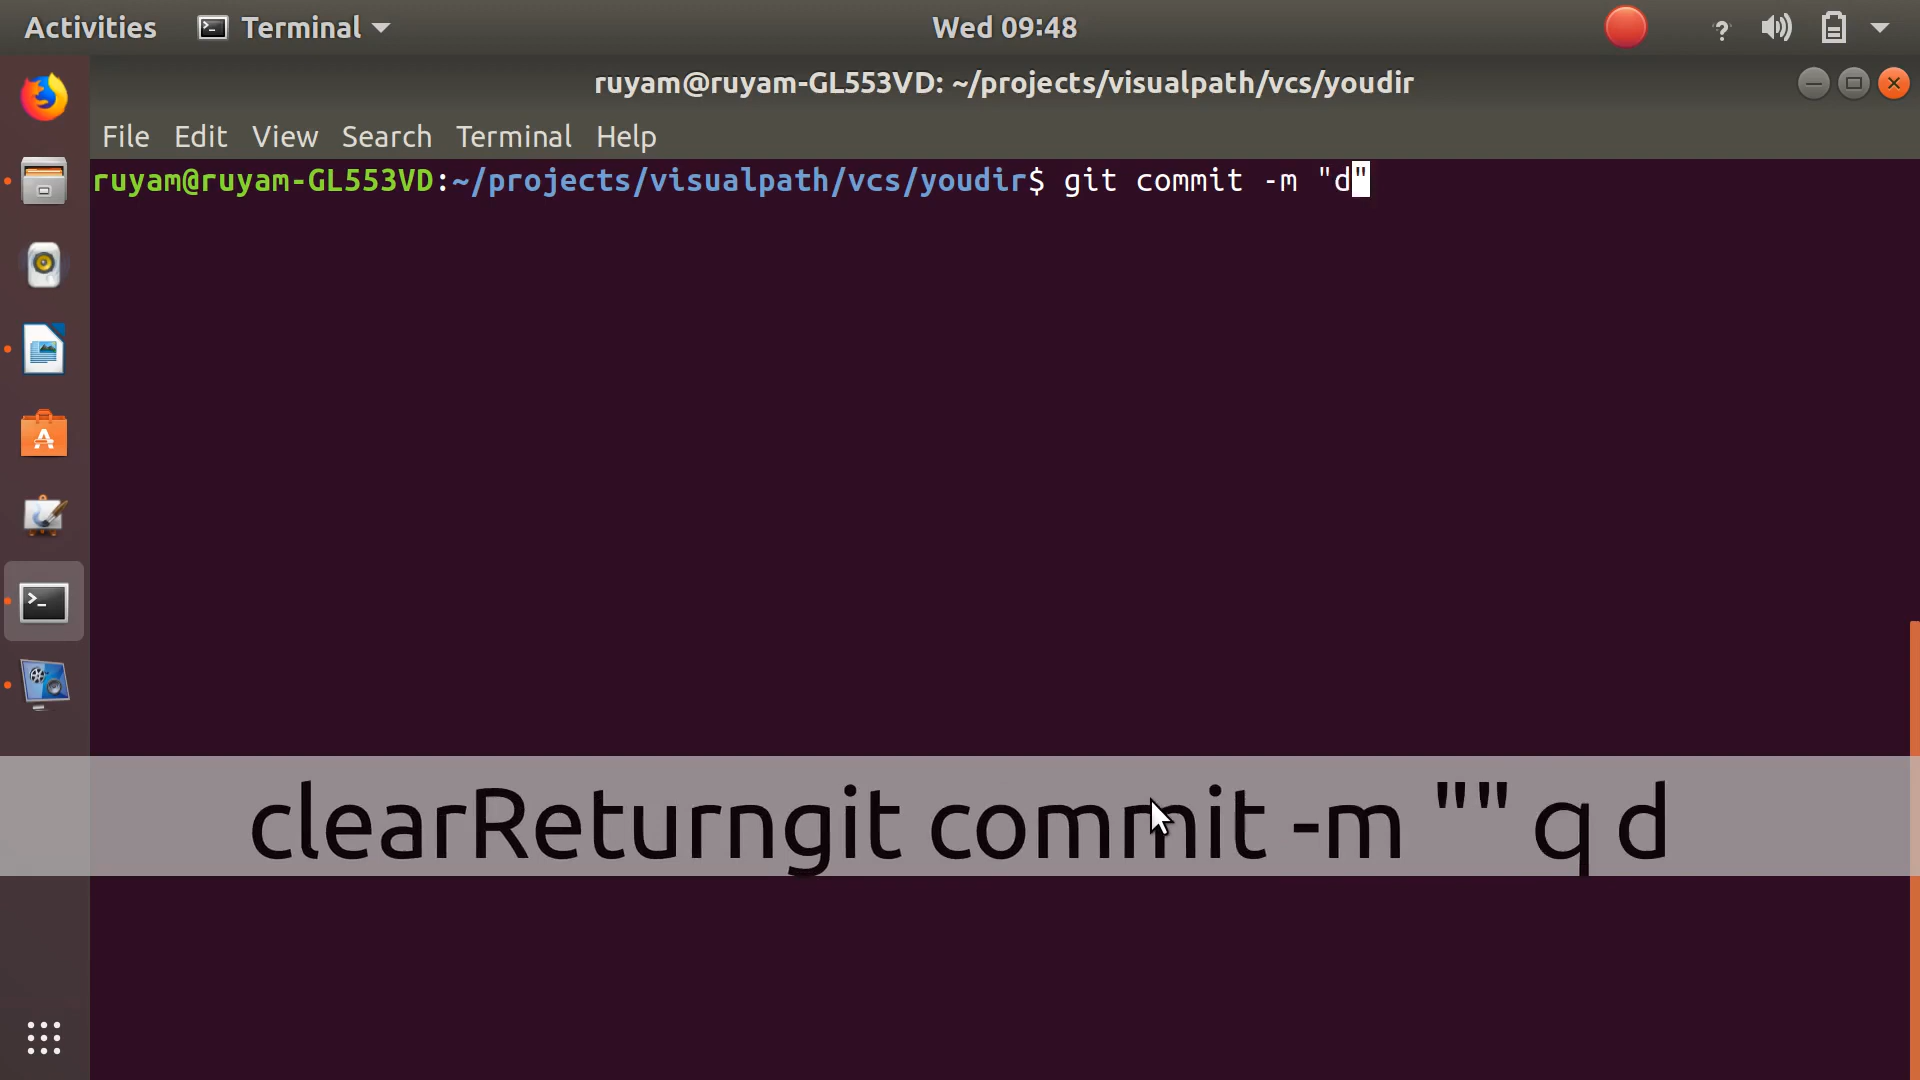 Activities Terminal Wed 09:48
ruyam@ruyam-GL553VD: ~/projects/visualpath/vcs/youdir
File Edit View Search Terminal Help
ruyam@ruyam-GL553VD:~/projects/visualpath/vcs/youdir$ git commit -m "d"
clearReturngit commit -m "" q d